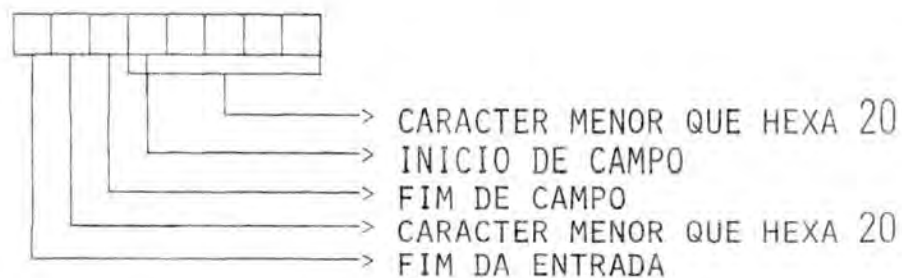 CARACTER MENOR QUE HEXA 20
INICIO DE CAMPO
FIM DE CAMPO
CARACTER MENOR QUE HEXA 20
FIM DA ENTRADA